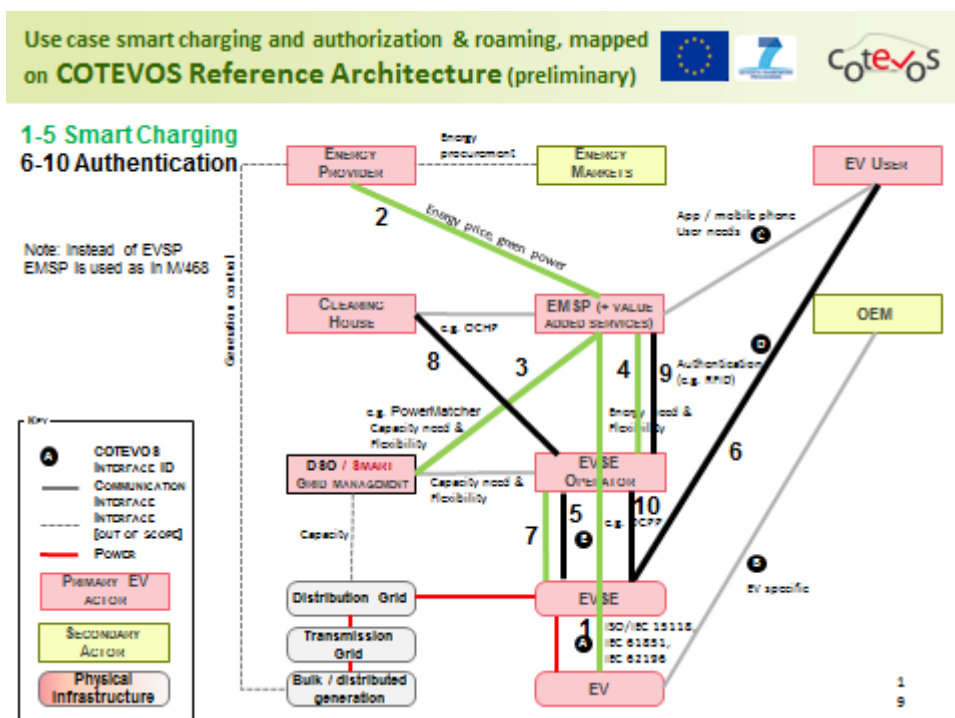 Use case smart charging and authorization & roaming, mapped
on COTEVOS Reference Architecture (preliminary)
COTEVOS
1-5 Smart Charging
6-10 Authentication
Note: Instead of EVSP
EMSP is used as in M/468
ENERGY
PROVIDER
Energy
procurement
ENERGY
MARKETS
EV USER
2
Energy price, green power
App / mobile phone
User needs
C
Generation control
CLEARING
HOUSE
e.g. OCHP
EMSP (+ VALUE
ADDED SERVICES)
OEM
8
3
4
9
Authentication
(e.g. RFID)
D
6
e.g. PowerMatcher
Capacity need &
Flexibility
Energy need &
Flexibility
DSO / SMART
GRID MANAGEMENT
Capacity need &
Flexibility
EVSE
OPERATOR
Capacity
7
5
10
e.g. OCPP
E
B
EV specific
Distribution Grid
EVSE
Transmission
Grid
1
A
ISO/IEC 15118,
IEC 61851,
IEC 62196
Bulk / distributed
generation
EV
KEY
A
COTEVOS
INTERFACE ID
COMMUNICATION
INTERFACE
INTERFACE
[OUT OF SCOPE]
POWER
PRIMARY EV
ACTOR
SECONDARY
ACTOR
Physical
infrastructure
1
9